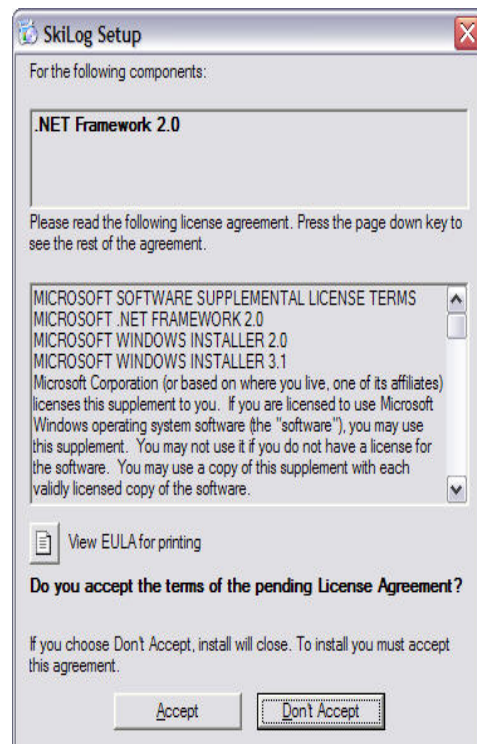 SkiLog Setup
For the following components:
.NET Framework 2.0
Please read the following license agreement. Press the page down key to
see the rest of the agreement.
MICROSOFT SOFTWARE SUPPLEMENTAL LICENSE TERMS
MICROSOFT .NET FRAMEWORK 2.0
MICROSOFT WINDOWS INSTALLER 2.0
MICROSOFT WINDOWS INSTALLER 3.1
Microsoft Corporation (or based on where you live, one of its affiliates)
licenses this supplement to you.  If you are licensed to use Microsoft
Windows operating system software (the "software"), you may use
this supplement.  You may not use it if you do not have a license for
the software.  You may use a copy of this supplement with each
validly licensed copy of the software.
View EULA for printing
Do you accept the terms of the pending License Agreement?
If you choose Don't Accept, install will close. To install you must accept
this agreement.
Accept
Don't Accept